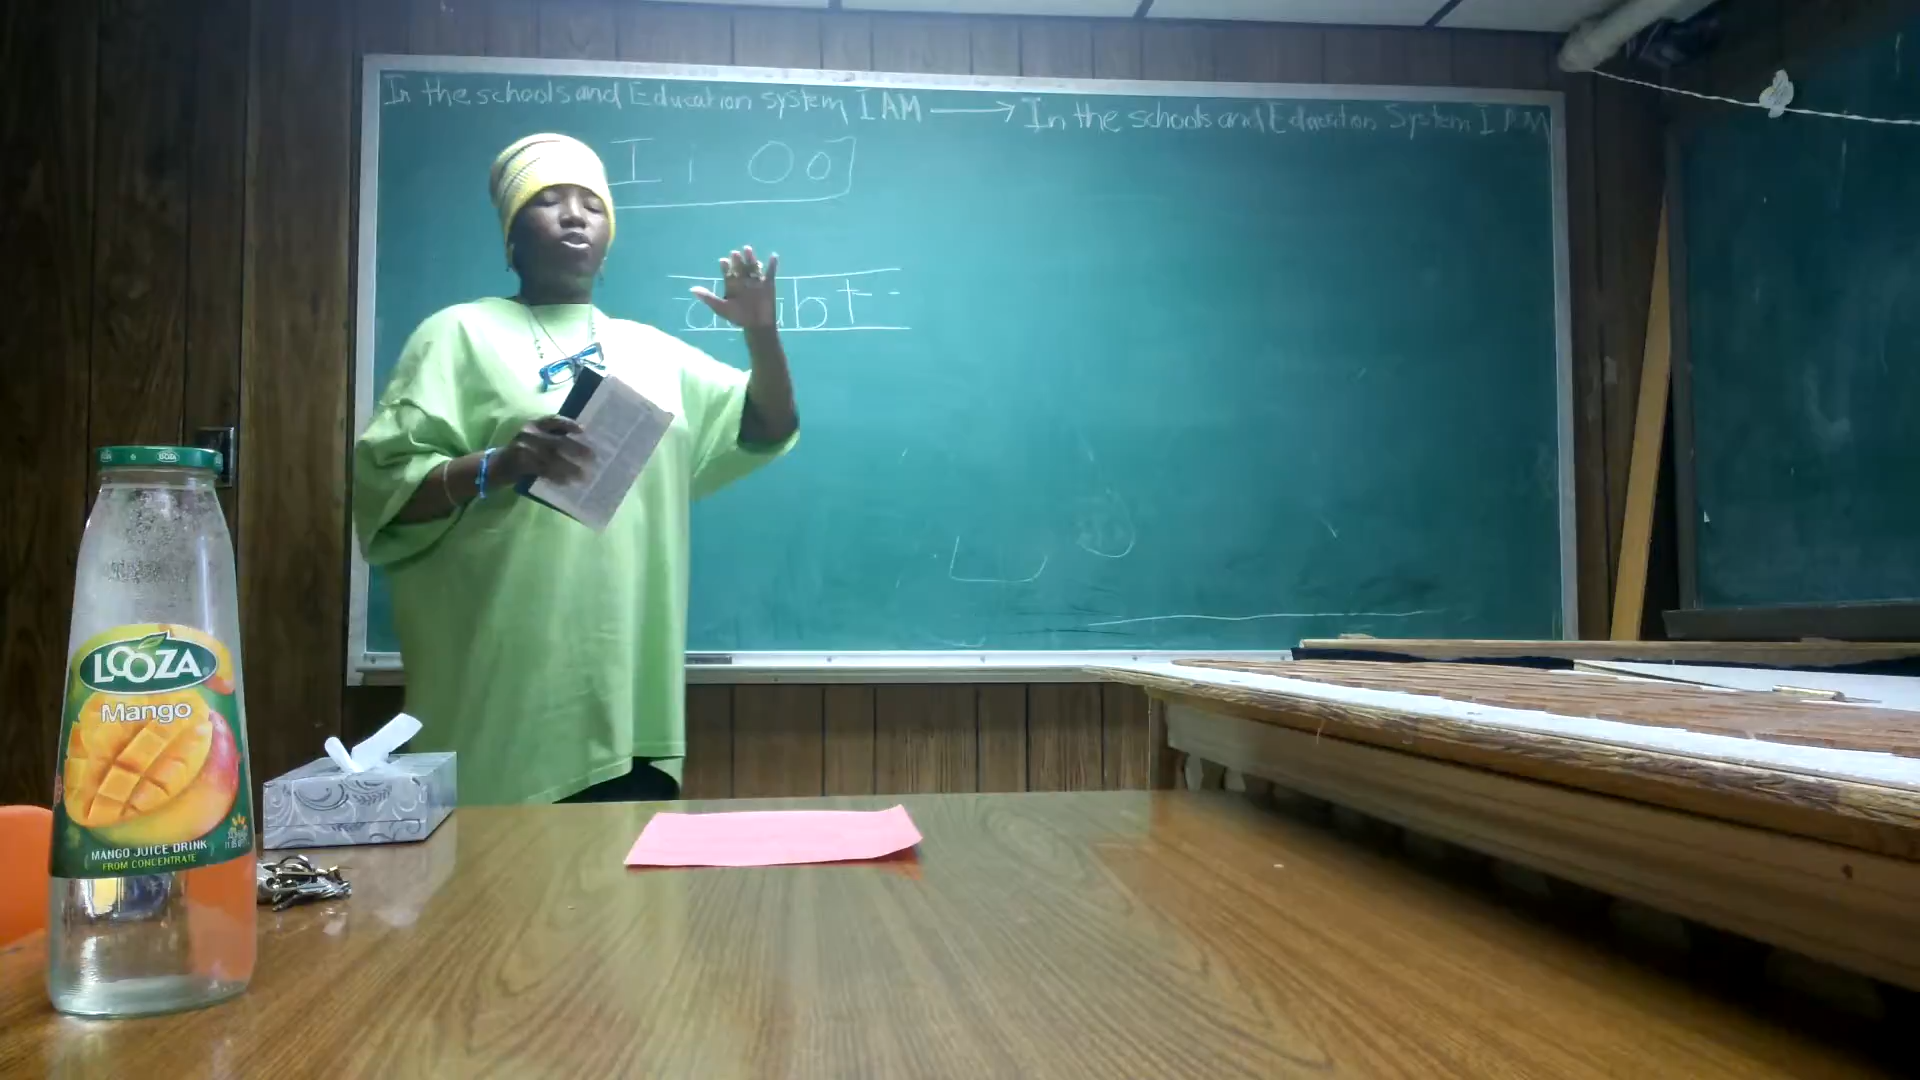 In the schools and Education system I AM → In the schools and Education System I AM
I i O o
doubt
LOOZA
Mango
MANGO JUICE DRINK
FROM CONCENTRATE